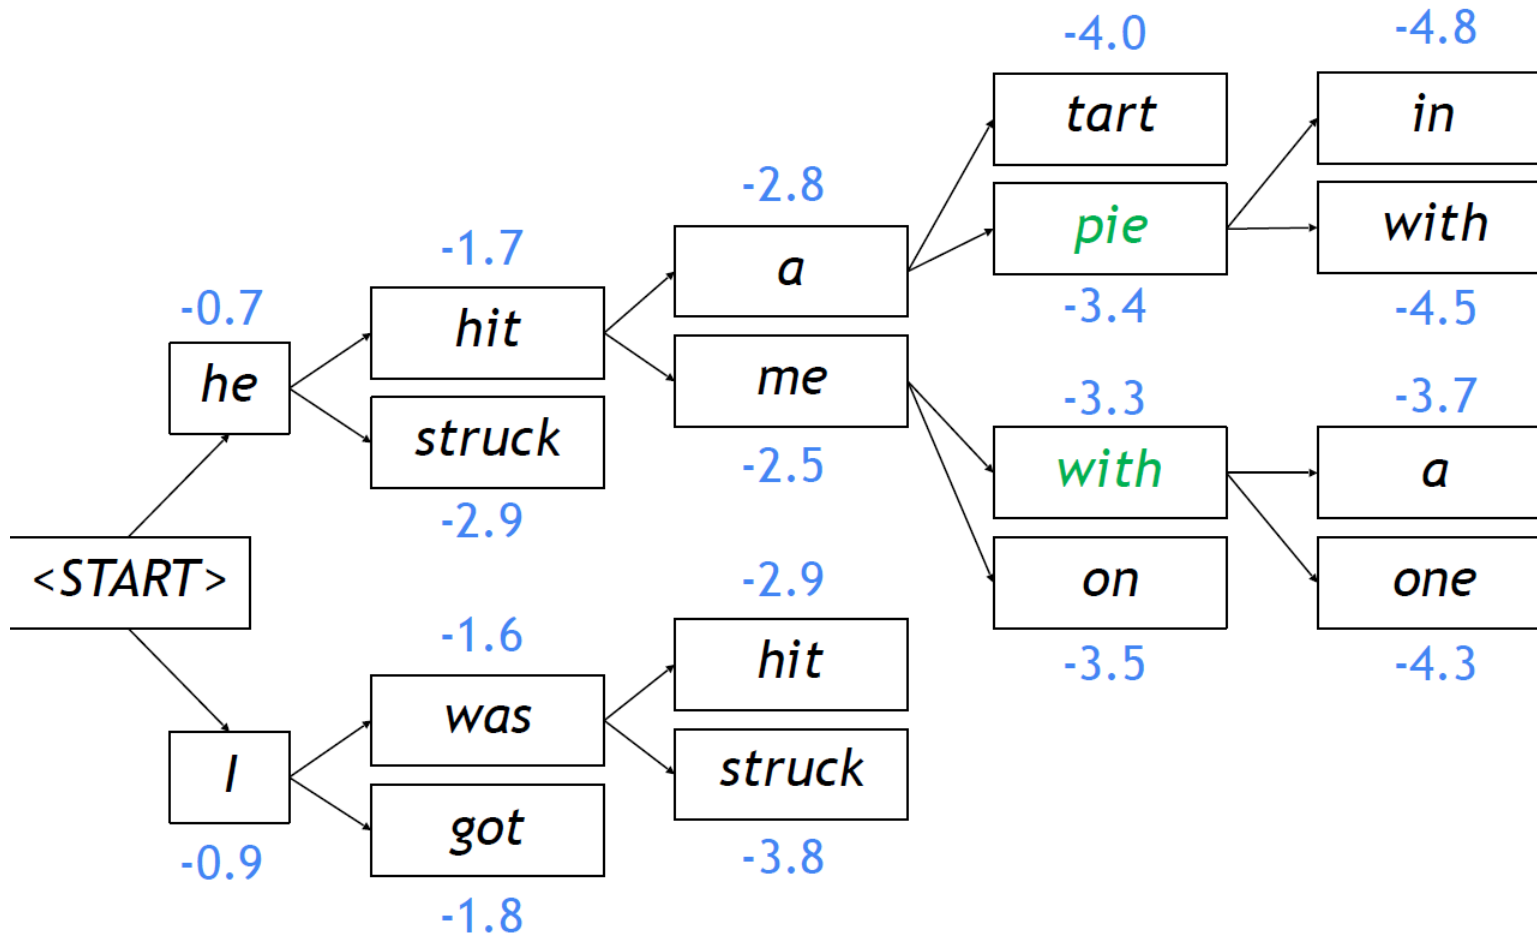 -4.0
-4.8
tart
in
-2.8
pie
with
-1.7
a
-3.4
-4.5
-0.7
hit
me
-3.3
-3.7
he
struck
-2.5
with
a
-2.9
<START>
-2.9
on
one
-1.6
hit
-3.5
-4.3
was
I
struck
got
-0.9
-3.8
-1.8